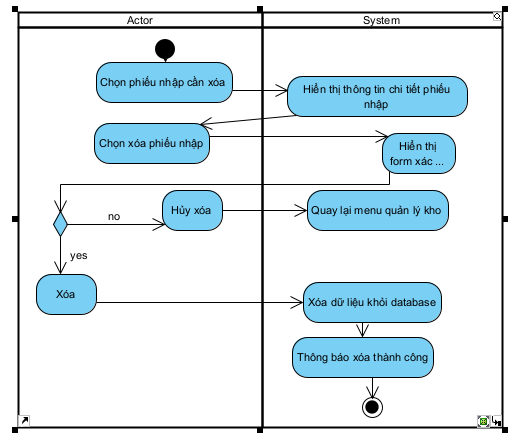 Actor
System
Chọn phiếu nhập cần xóa
Hiển thị thông tin chi tiết phiếu
nhập
Chọn xóa phiếu nhập
Hiển thị
form xác ...
no
Hủy xóa
Quay lại menu quản lý kho
yes
Xóa
Xóa dữ liệu khỏi database
Thông báo xóa thành công